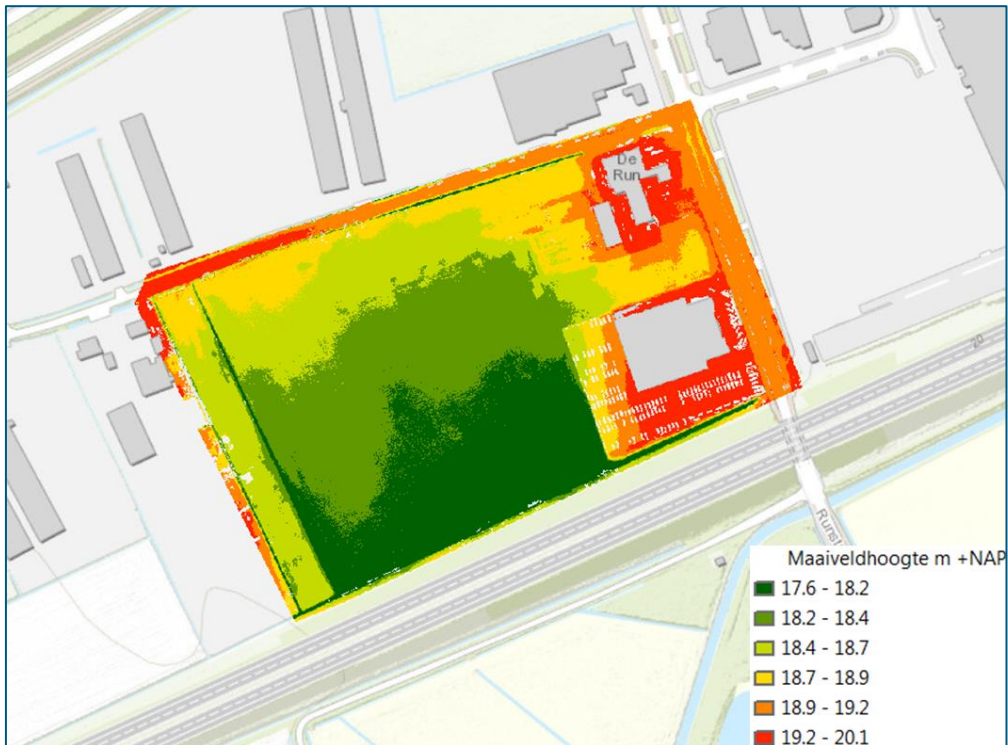 De
Run
20
Runst
Maaiveldhoogte m +NAP
17.6 - 18.2
18.2 - 18.4
18.4 - 18.7
18.7 - 18.9
18.9 - 19.2
19.2 - 20.1